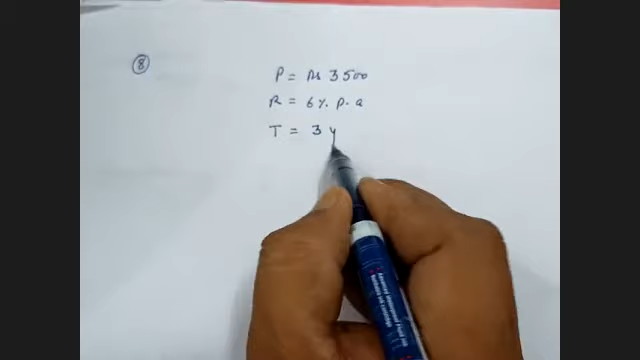 8
P = Rs 3500
R = 6%. p.a
T = 3 y